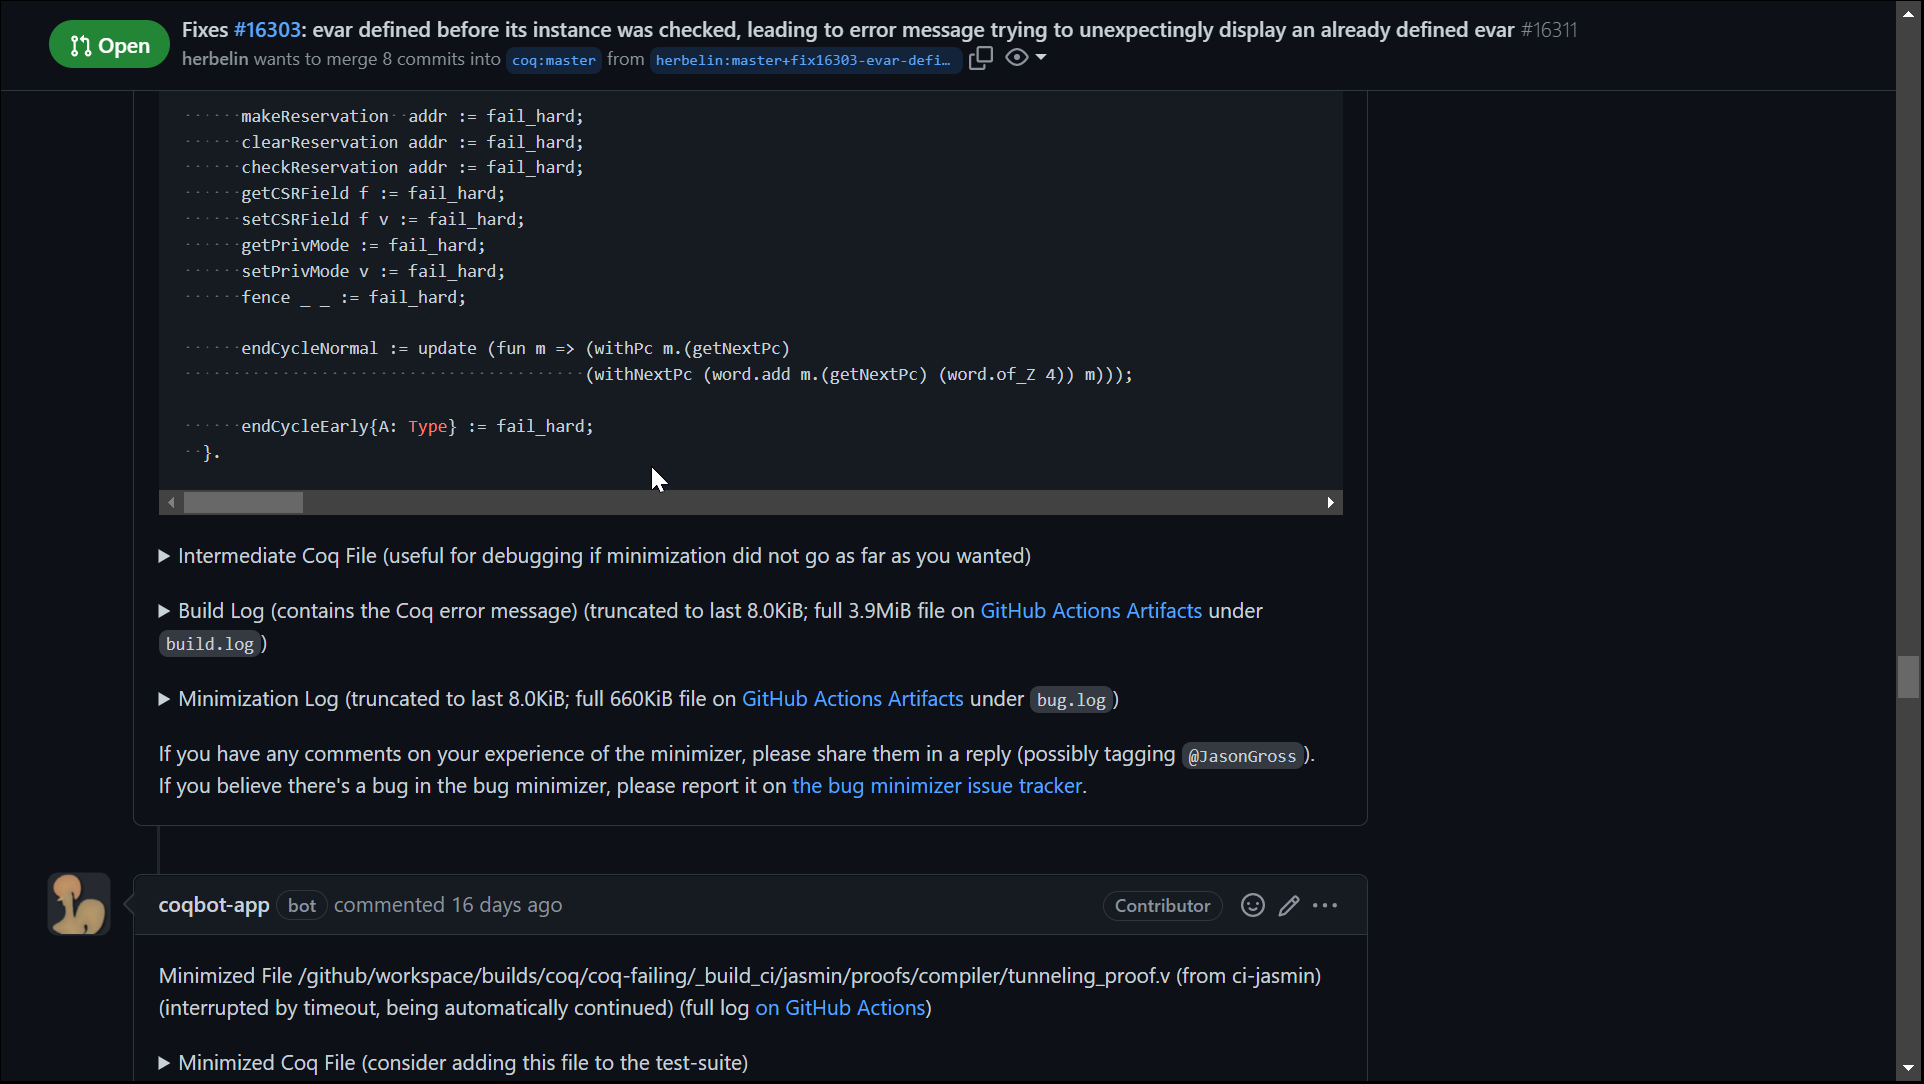 Open
Fixes #16303: evar defined before its instance was checked, leading to error message trying to unexpectingly display an already defined evar #16311
herbelin wants to merge 8 commits into coq:master from herbelin:master+fix16303-evar-defi…
······makeReservation··addr := fail_hard;
······clearReservation addr := fail_hard;
······checkReservation addr := fail_hard;
······getCSRField f := fail_hard;
······setCSRField f v := fail_hard;
······getPrivMode := fail_hard;
······setPrivMode v := fail_hard;
······fence _ _ := fail_hard;
······endCycleNormal := update (fun m => (withPc m.(getNextPc)
·········································(withNextPc (word.add m.(getNextPc) (word.of_Z 4)) m)));
······endCycleEarly{A: Type} := fail_hard;
··}.
▶ Intermediate Coq File (useful for debugging if minimization did not go as far as you wanted)
▶ Build Log (contains the Coq error message) (truncated to last 8.0KiB; full 3.9MiB file on GitHub Actions Artifacts under
build.log)
▶ Minimization Log (truncated to last 8.0KiB; full 660KiB file on GitHub Actions Artifacts under bug.log)
If you have any comments on your experience of the minimizer, please share them in a reply (possibly tagging @JasonGross).
If you believe there's a bug in the bug minimizer, please report it on the bug minimizer issue tracker.
coqbot-app bot commented 16 days ago Contributor ···
Minimized File /github/workspace/builds/coq/coq-failing/_build_ci/jasmin/proofs/compiler/tunneling_proof.v (from ci-jasmin)
(interrupted by timeout, being automatically continued) (full log on GitHub Actions)
▶ Minimized Coq File (consider adding this file to the test-suite)